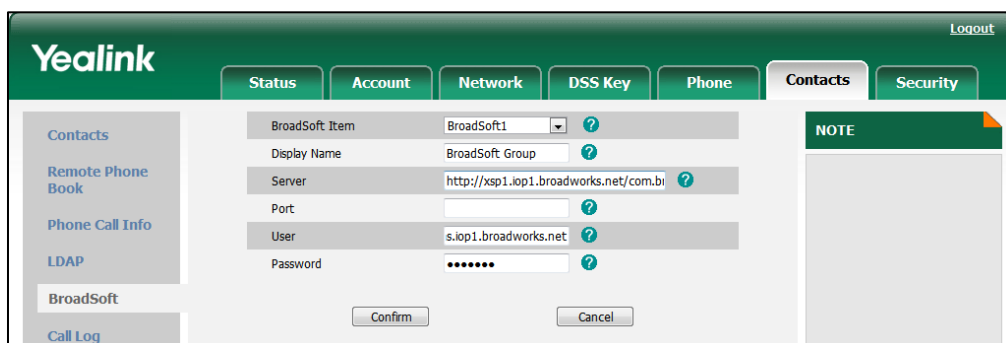 Logout
Yealink
Status Account Network DSS Key Phone Contacts Security
Contacts
Remote Phone
Book
Phone Call Info
LDAP
BroadSoft
Call Log
BroadSoft Item BroadSoft1 ?
Display Name BroadSoft Group ?
Server http://xsp1.iop1.broadworks.net/com.br ?
Port ?
User s.iop1.broadworks.net ?
Password ••••••• ?
Confirm Cancel
NOTE